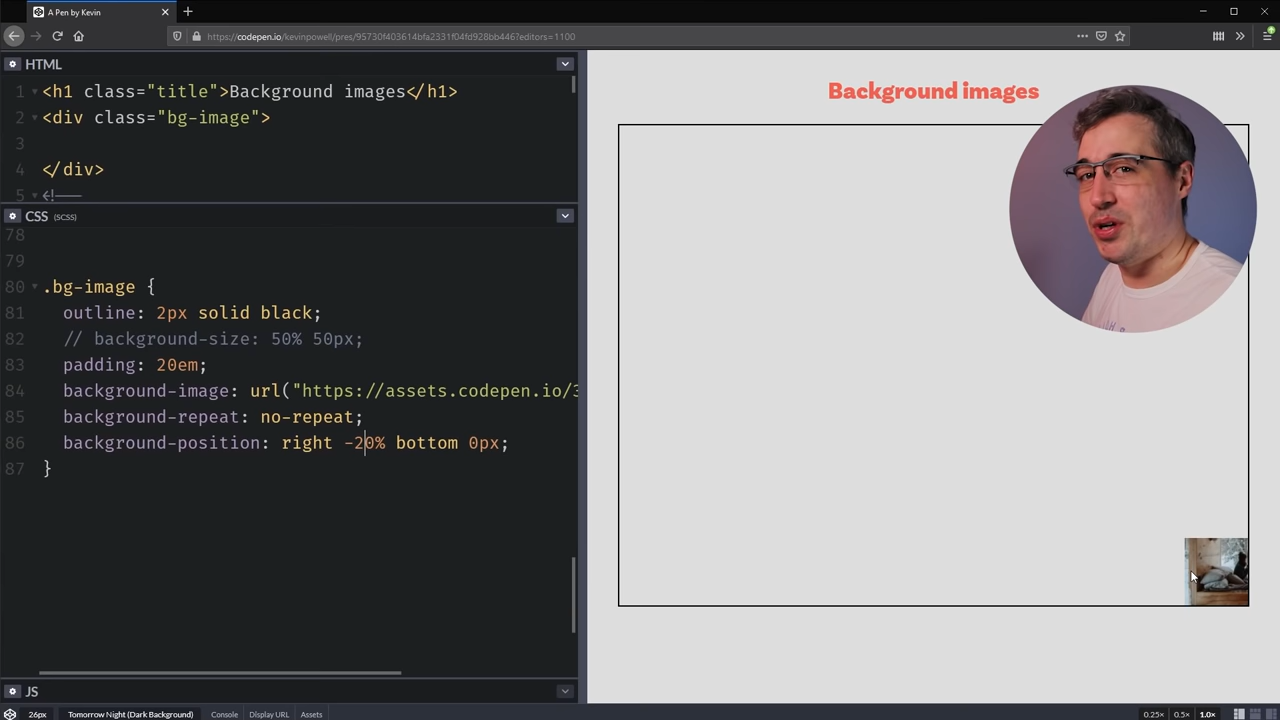 A Pen by Kevin
https://codepen.io/kevinpowell/pres/95730f403614bfa2331f04fd928bb446?editors=1100
HTML
1 <h1 class="title">Background images</h1>
2 <div class="bg-image">
3
4 </div>
5 <!--
CSS (SCSS)
78
79
80 .bg-image {
81 outline: 2px solid black;
82 // background-size: 50% 50px;
83 padding: 20em;
84 background-image: url("https://assets.codepen.io/3
85 background-repeat: no-repeat;
86 background-position: right -20% bottom 0px;
87 }
JS
26px Tomorrow Night (Dark Background) Console Display URL Assets
Background images
0.25× 0.5× 1.0×